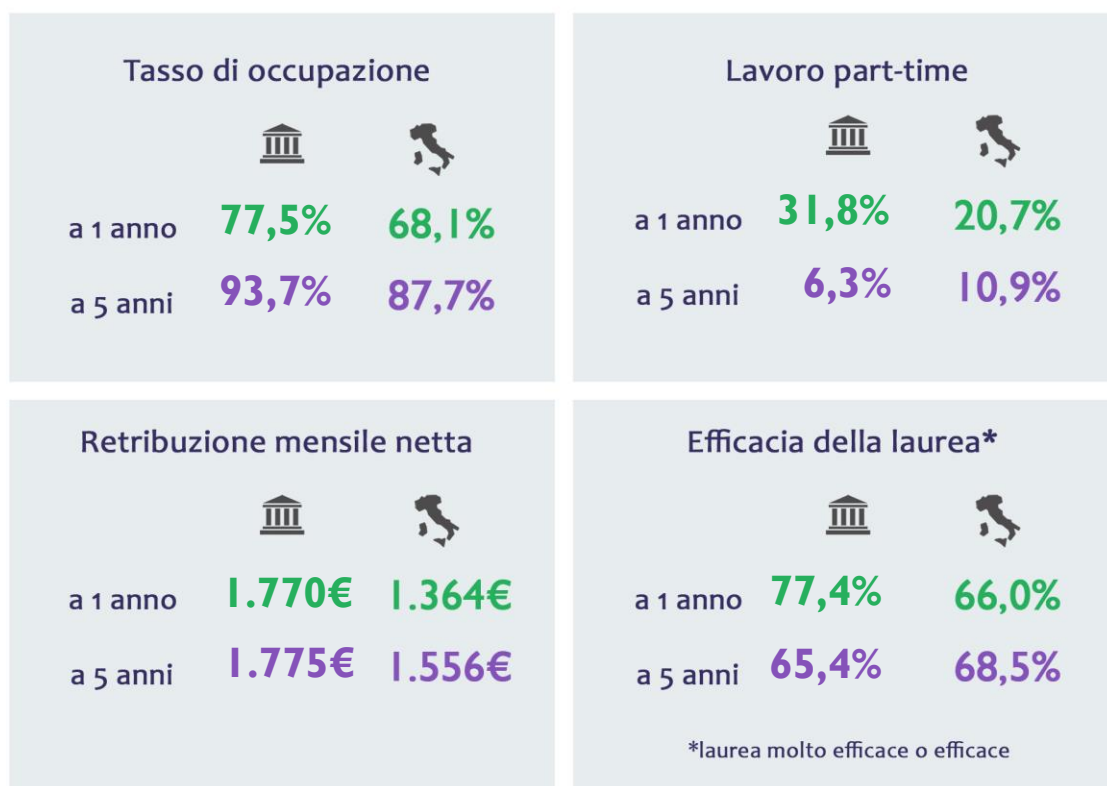 Tasso di occupazione
a 1 anno 77,5% 68,1%
a 5 anni 93,7% 87,7%
Lavoro part-time
a 1 anno 31,8% 20,7%
a 5 anni 6,3% 10,9%
Retribuzione mensile netta
a 1 anno 1.770€ 1.364€
a 5 anni 1.775€ 1.556€
Efficacia della laurea*
a 1 anno 77,4% 66,0%
a 5 anni 65,4% 68,5%
*laurea molto efficace o efficace